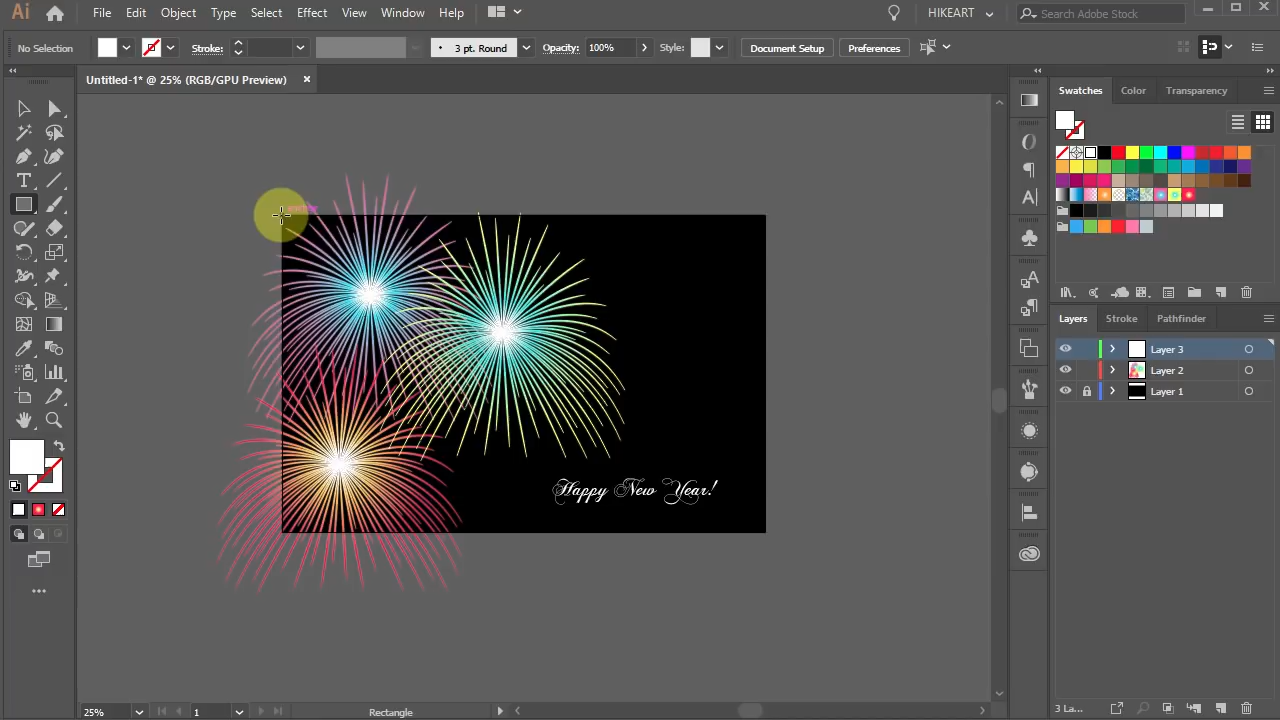 Ai File Edit Object Type Select Effect View Window Help HIKEART Search Adobe Stock
No Selection Stroke: 3 pt. Round Opacity: 100% Style: Document Setup Preferences
Untitled-1* @ 25% (RGB/GPU Preview)
Swatches Color Transparency
Happy New Year!
Layers Stroke Pathfinder
Layer 3
Layer 2
Layer 1
25% 1 Rectangle
3 La...